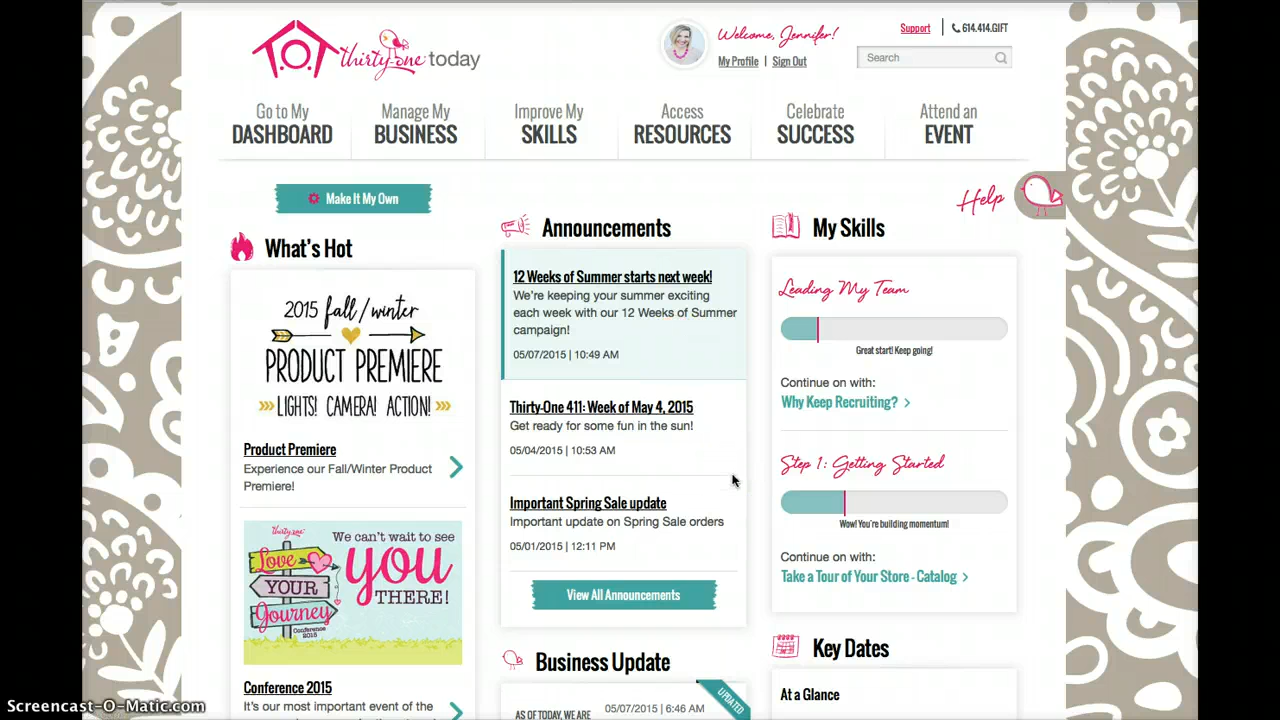 T.O.T
thirty-one today
Welcome, Jennifer!
My Profile | Sign Out
Support | 614.414.GIFT
Search
Go to My DASHBOARD
Manage My BUSINESS
Improve My SKILLS
Access RESOURCES
Celebrate SUCCESS
Attend an EVENT
Make It My Own
Help
What's Hot
2015 fall/winter
PRODUCT PREMIERE
LIGHTS! CAMERA! ACTION!
Product Premiere
Experience our Fall/Winter Product
Premiere!
thirty-one
Love
YOUR
Journey
Conference
2015
We can't wait to see
you
THERE!
Conference 2015
It's our most important event of the
Announcements
12 Weeks of Summer starts next week!
We're keeping your summer exciting
each week with our 12 Weeks of Summer
campaign!
05/07/2015 | 10:49 AM
Thirty-One 411: Week of May 4, 2015
Get ready for some fun in the sun!
05/04/2015 | 10:53 AM
Important Spring Sale update
Important update on Spring Sale orders
05/01/2015 | 12:11 PM
View All Announcements
Business Update
AS OF TODAY, WE ARE
05/07/2015 | 6:46 AM
UPDATED
My Skills
Leading My Team
Great start! Keep going!
Continue on with:
Why Keep Recruiting? >
Step 1: Getting Started
Wow! You're building momentum!
Continue on with:
Take a Tour of Your Store - Catalog >
Key Dates
At a Glance
Screencast-O-Matic.com